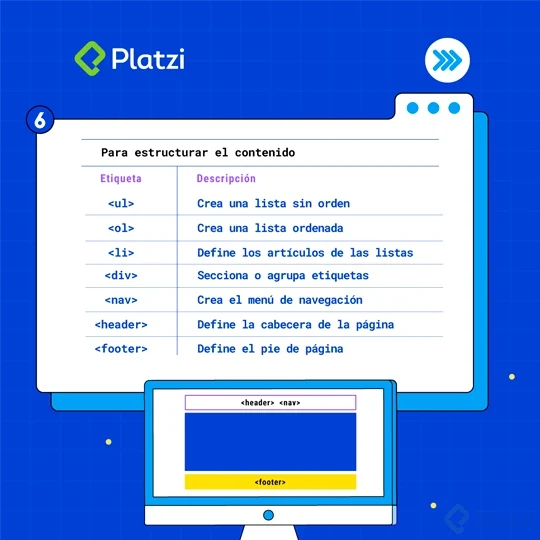 Platzi
6
Para estructurar el contenido
Etiqueta Descripción
<ul> Crea una lista sin orden
<ol> Crea una lista ordenada
<li> Define los artículos de las listas
<div> Secciona o agrupa etiquetas
<nav> Crea el menú de navegación
<header> Define la cabecera de la página
<footer> Define el pie de página
<header> <nav>
<footer>